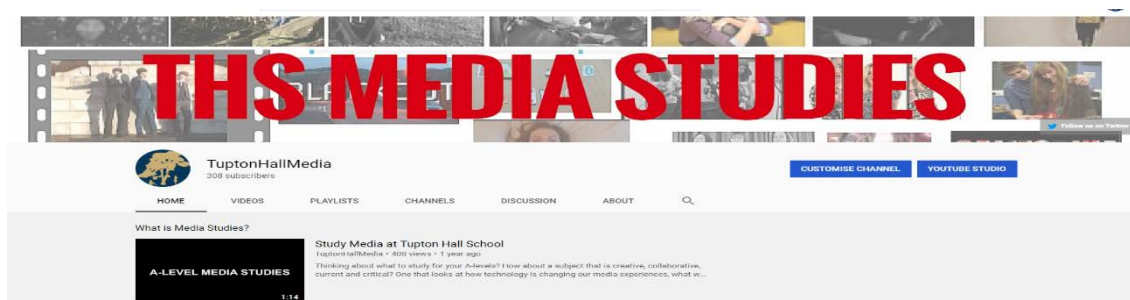 THS MEDIA STUDIES
Follow us on Twitter
TuptonHallMedia
308 subscribers
CUSTOMISE CHANNEL
YOUTUBE STUDIO
HOME VIDEOS PLAYLISTS CHANNELS DISCUSSION ABOUT
What is Media Studies?
A-LEVEL MEDIA STUDIES
1:14
Study Media at Tupton Hall School
TuptonHallMedia • 408 views • 1 year ago
Thinking about what to study for your A-levels? How about a subject that is creative, collaborative,
current and critical? One that looks at how technology is changing our media experiences, what w...